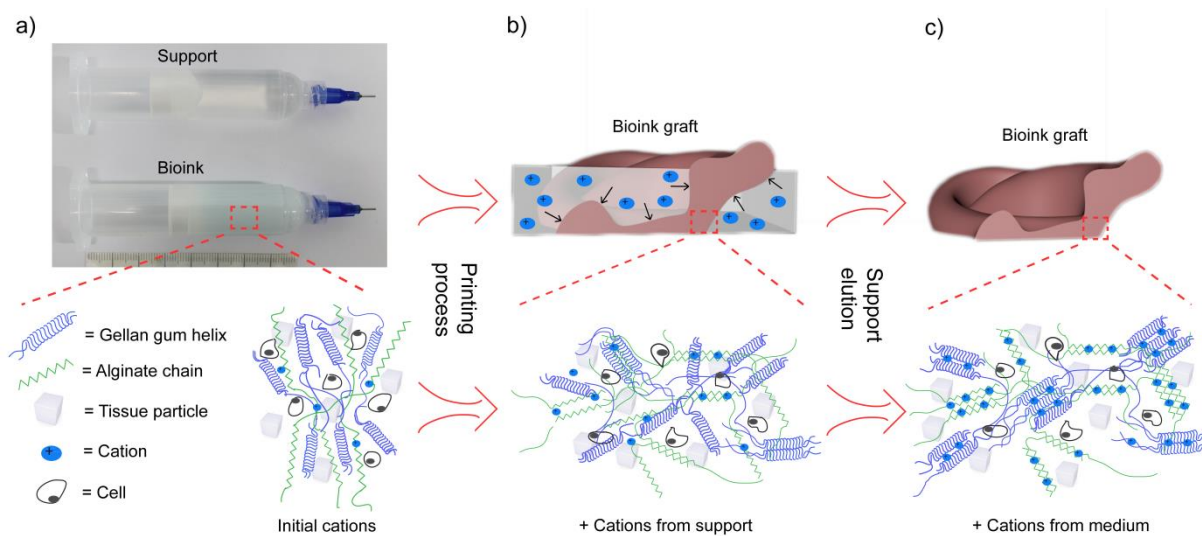 a)
Support
Bioink
= Gellan gum helix
= Alginate chain
= Tissue particle
= Cation
= Cell
Initial cations
Printing
process
b)
Bioink graft
+ Cations from support
Support
elution
c)
Bioink graft
+ Cations from medium